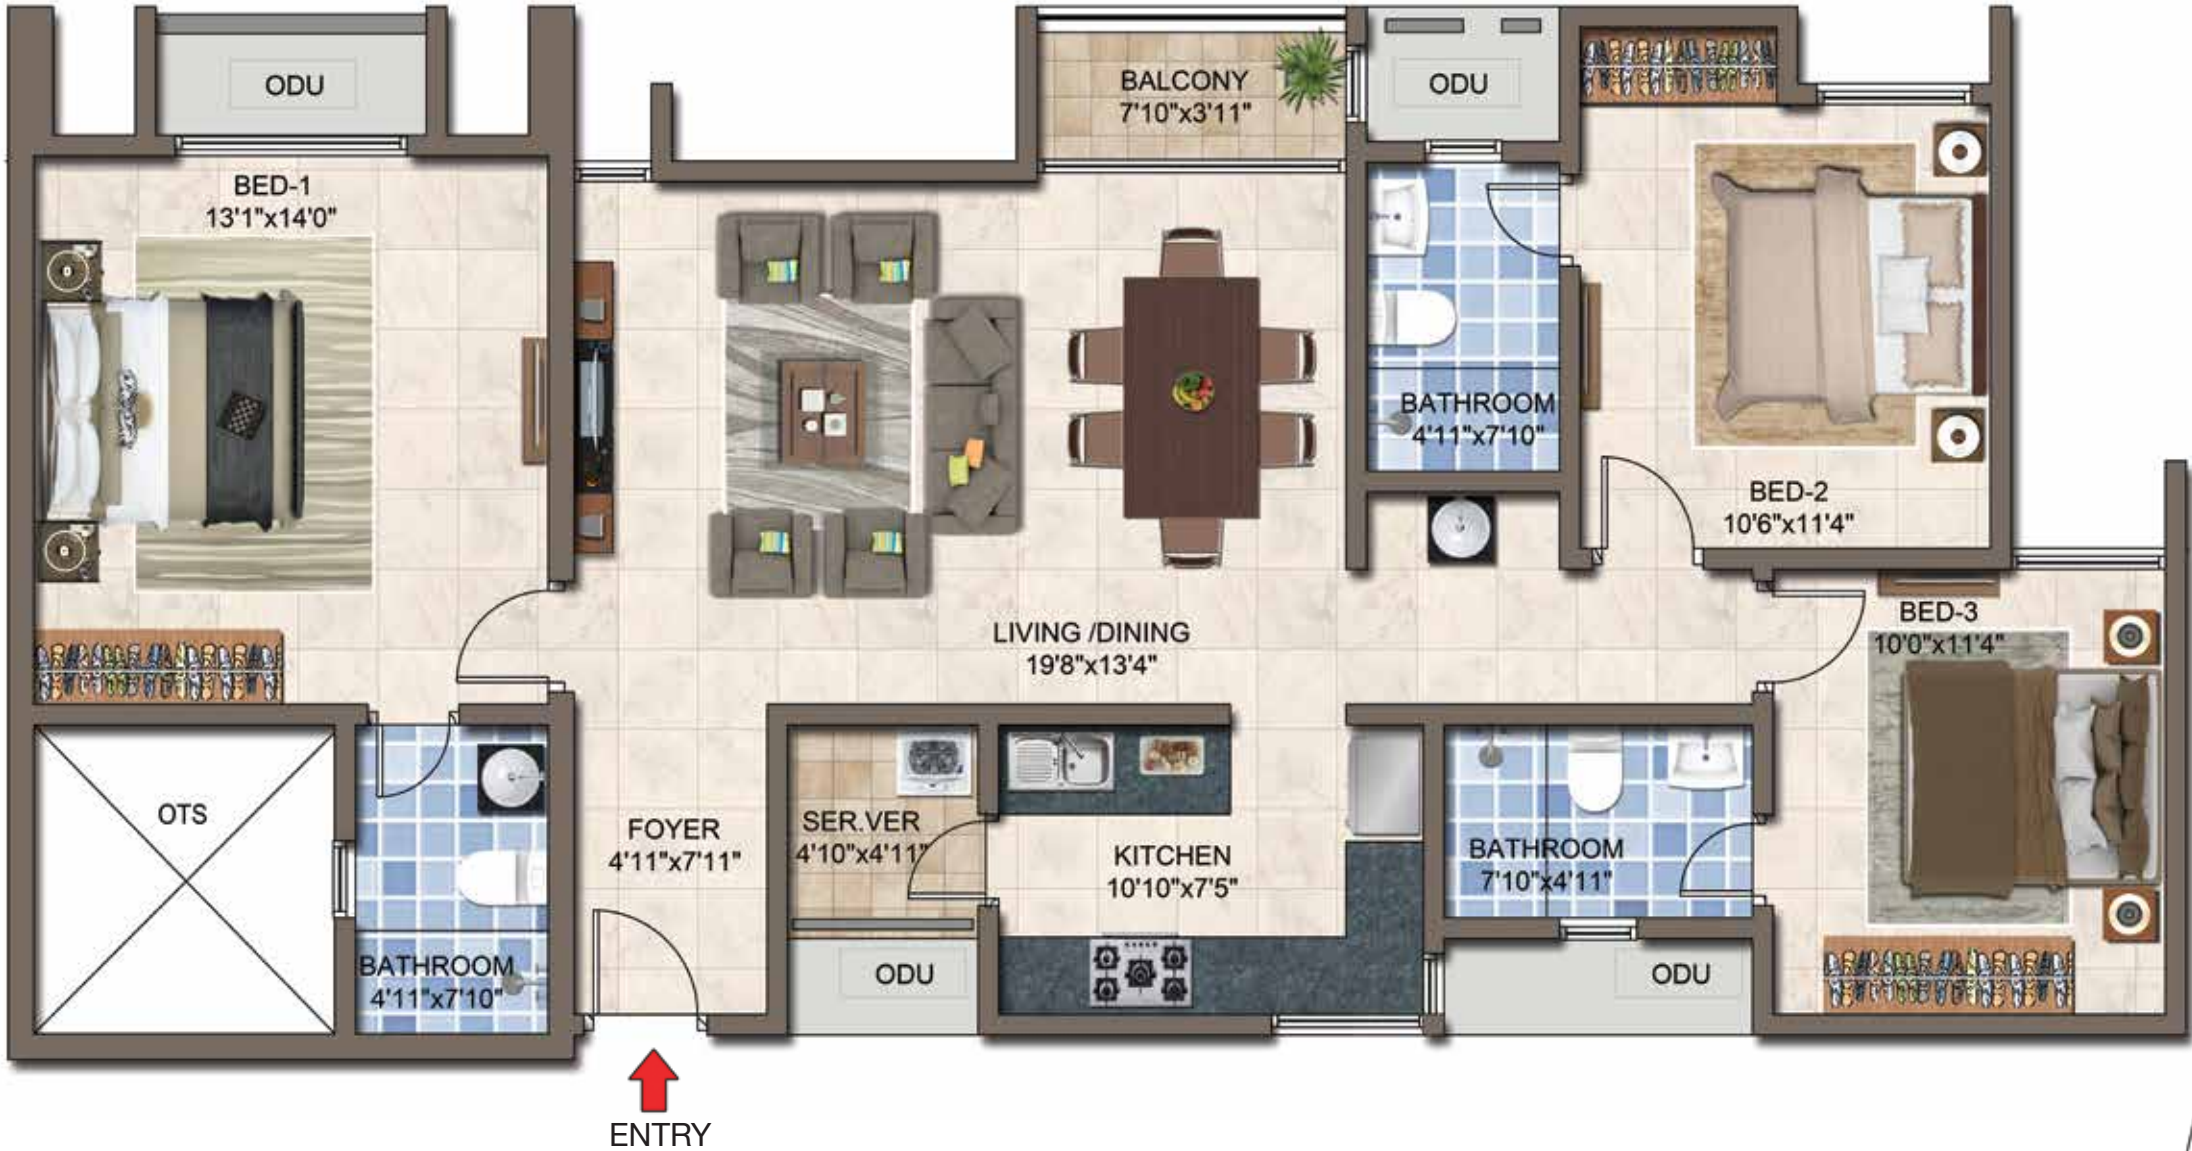 ODU
BALCONY
7'10"x3'11"
ODU
BED-1
13'1"x14'0"
BATHROOM
4'11"x7'10"
BED-2
10'6"x11'4"
LIVING /DINING
19'8"x13'4"
BED-3
10'0"x11'4"
OTS
FOYER
4'11"x7'11"
SER.VER
4'10"x4'11"
KITCHEN
10'10"x7'5"
BATHROOM
7'10"x4'11"
BATHROOM
4'11"x7'10"
ODU
ODU
ENTRY